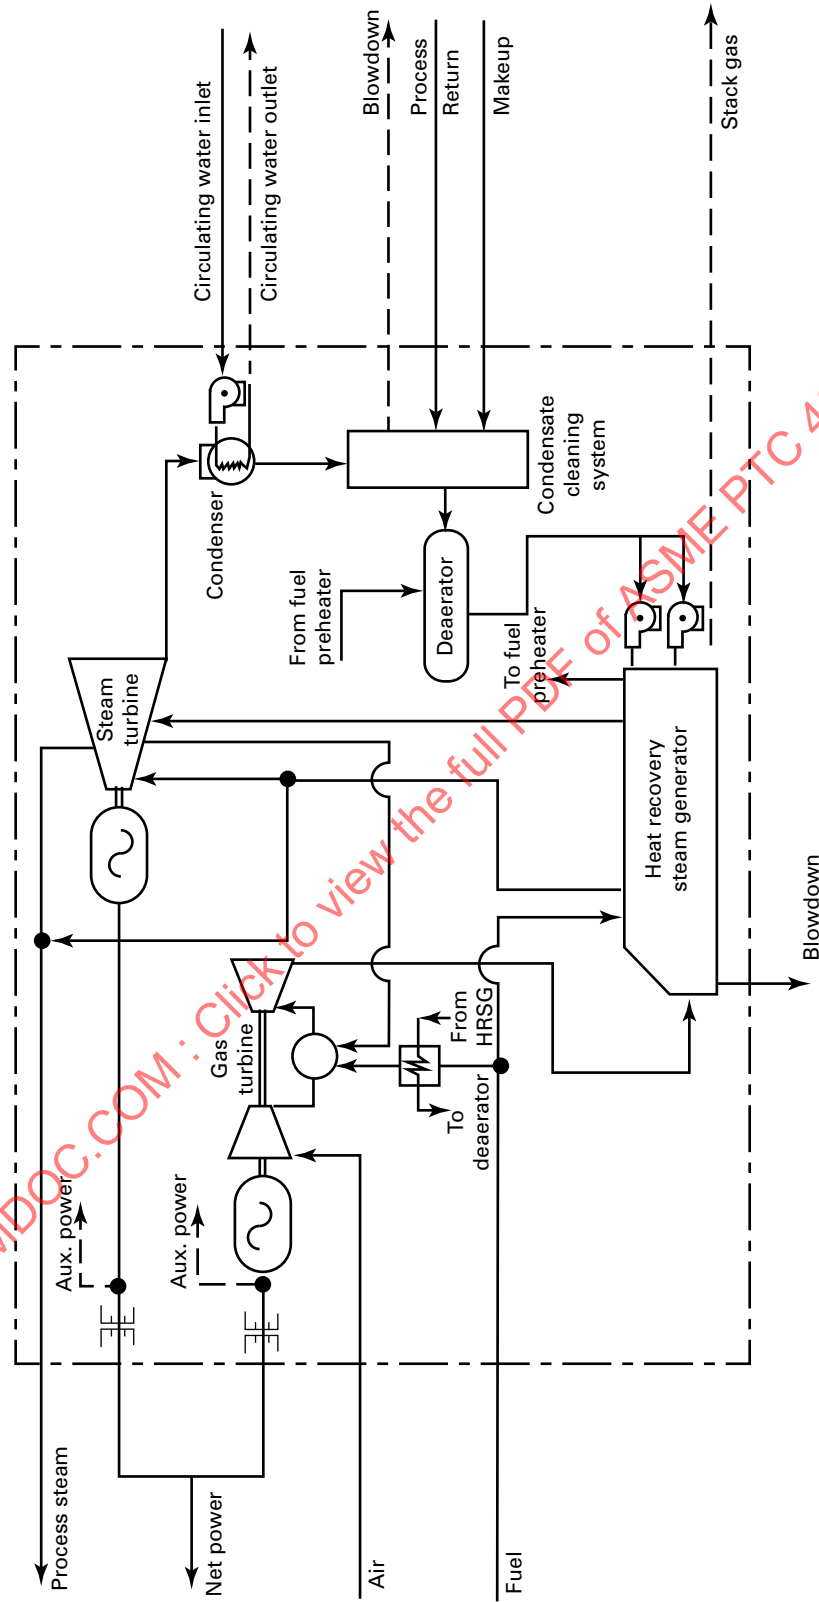 Circulating water inlet
Circulating water outlet
Blowdown
Process
Return
Makeup
Stack gas
Condenser
Condensate
cleaning
system
From fuel
preheater
Deaerator
To fuel
preheater
Steam
turbine
Heat recovery
steam generator
Blowdown
Gas
turbine
From
HRSG
To
deaerator
Aux. power
Aux. power
Process steam
Net power
Air
Fuel
MDOC.COM : Click to view the full PDF of ASME PTC 4